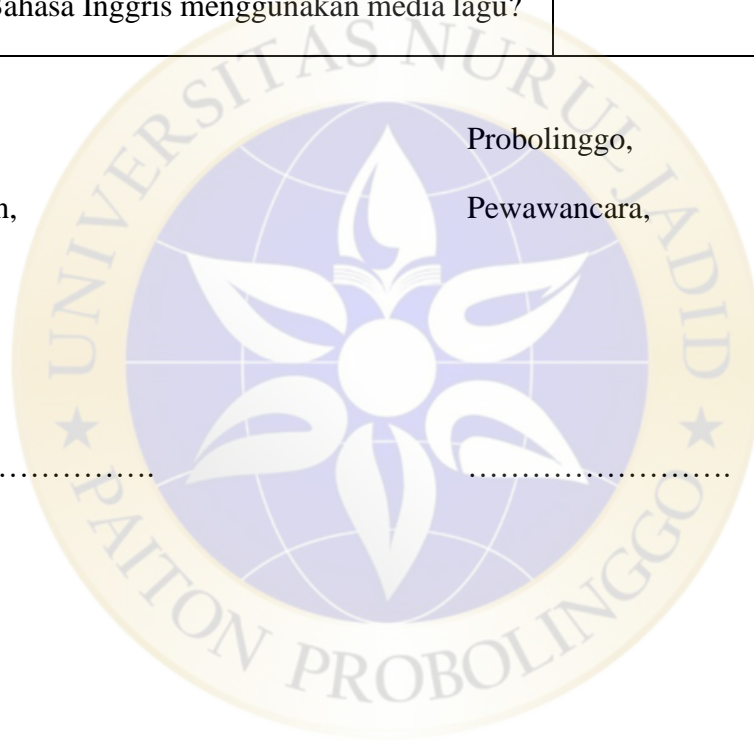 Bahasa Inggris menggunakan media lagu?
Probolinggo,
n, Pewawancara,
……………. …………………….
UNIVERSITAS NURUL JADID
★ PAITON PROBOLINGGO ★